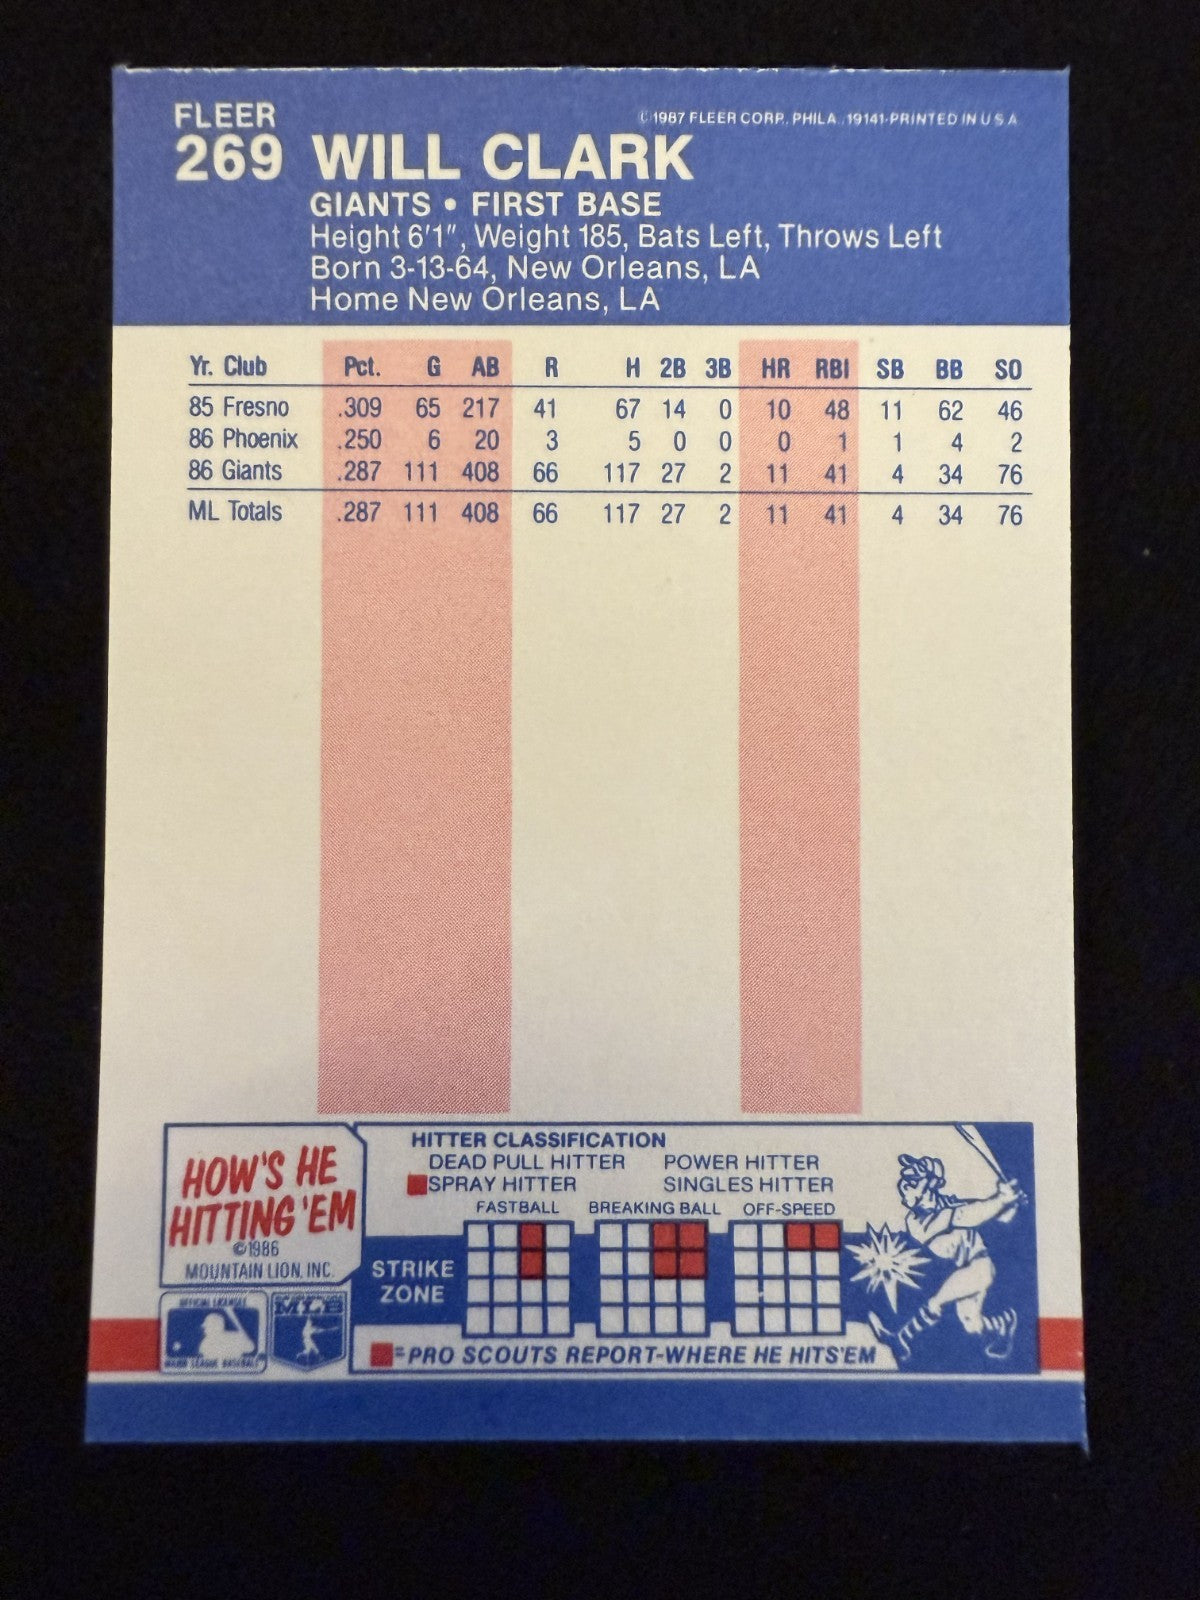 FLEER
©1987 FLEER CORP., PHILA., 19141-PRINTED IN U S A
269 WILL CLARK
GIANTS • FIRST BASE
Height 6'1", Weight 185, Bats Left, Throws Left
Born 3-13-64, New Orleans, LA
Home New Orleans, LA
Yr. Club Pct. G AB R H 2B 3B HR RBI SB BB SO
85 Fresno .309 65 217 41 67 14 0 10 48 11 62 46
86 Phoenix .250 6 20 3 5 0 0 0 1 1 4 2
86 Giants .287 111 408 66 117 27 2 11 41 4 34 76
ML Totals .287 111 408 66 117 27 2 11 41 4 34 76
HOW'S HE
HITTING 'EM
©1986
MOUNTAIN LION, INC.
HITTER CLASSIFICATION
DEAD PULL HITTER POWER HITTER
SPRAY HITTER SINGLES HITTER
FASTBALL BREAKING BALL OFF-SPEED
STRIKE
ZONE
=PRO SCOUTS REPORT-WHERE HE HITS'EM
OFFICIAL LICENSEE
MAJOR LEAGUE BASEBALL
MLB